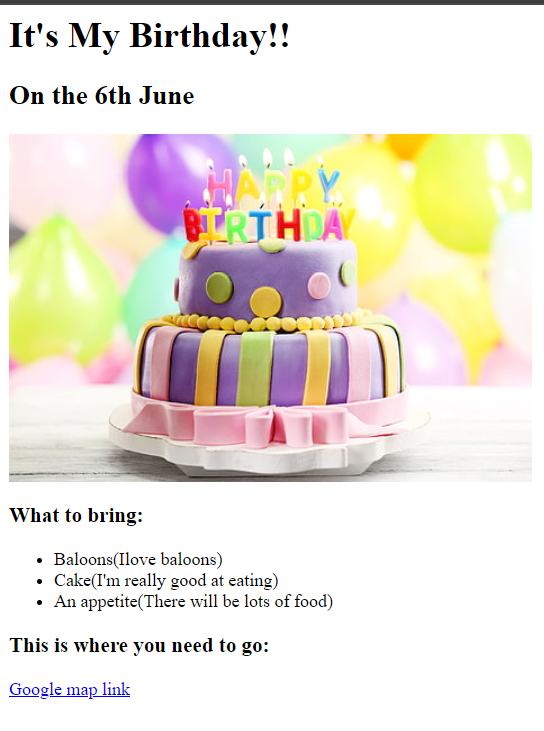 It's My Birthday!!
On the 6th June
HAPPY
BIRTHDAY
What to bring:
Baloons(Ilove baloons)
Cake(I'm really good at eating)
An appetite(There will be lots of food)
This is where you need to go:
Google map link